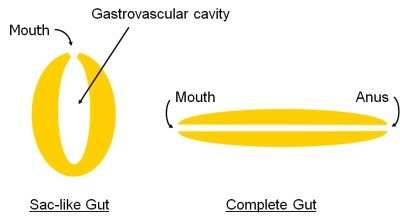 Gastrovascular cavity
Mouth
Mouth
Anus
Sac-like Gut
Complete Gut